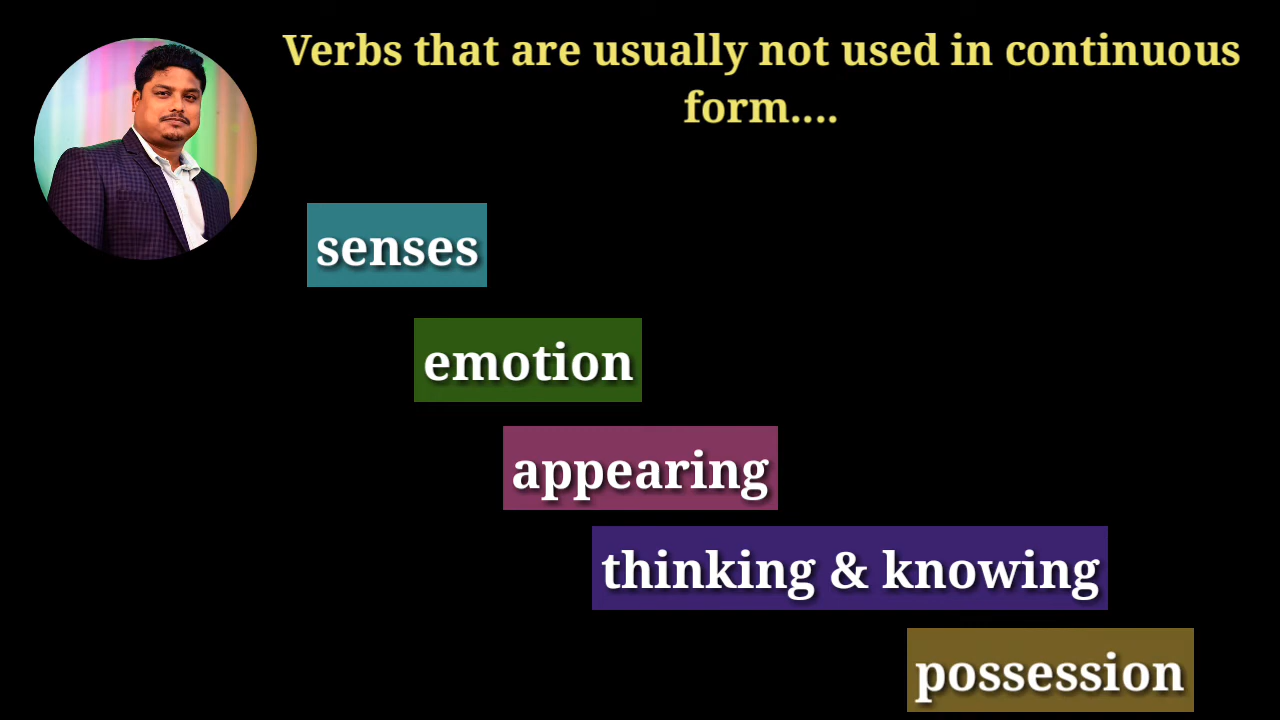 Verbs that are usually not used in continuous
form....
senses
emotion
appearing
thinking & knowing
possession